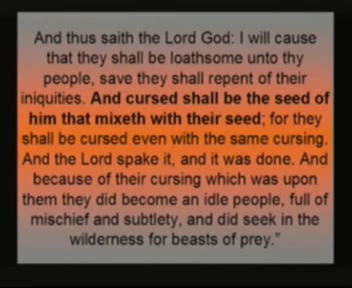 And thus saith the Lord God: I will cause
that they shall be loathsome unto thy
people, save they shall repent of their
iniquities. And cursed shall be the seed of
him that mixeth with their seed; for they
shall be cursed even with the same cursing.
And the Lord spake it, and it was done. And
because of their cursing which was upon
them they did become an idle people, full of
mischief and subtlety, and did seek in the
wilderness for beasts of prey."